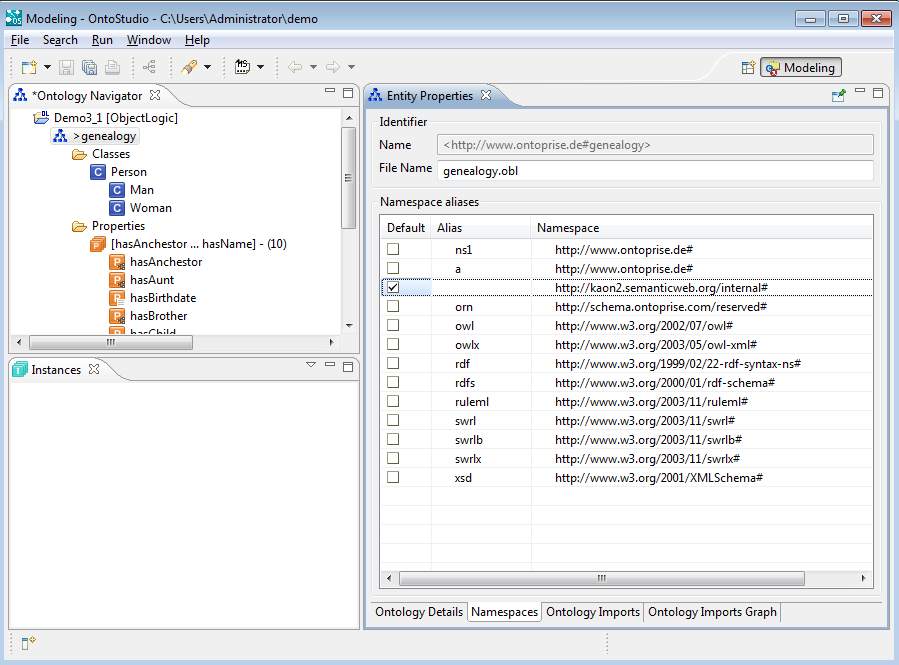 Modeling - OntoStudio - C:\Users\Administrator\demo
File Search Run Window Help
Modeling
*Ontology Navigator
Demo3_1 [ObjectLogic]
>genealogy
Classes
Person
Man
Woman
Properties
[hasAnchestor ... hasName] - (10)
hasAnchestor
hasAunt
hasBirthdate
hasBrother
hasChild
Instances
Entity Properties
Identifier
Name <http://www.ontoprise.de#genealogy>
File Name genealogy.obl
Namespace aliases
Default Alias Namespace
ns1 http://www.ontoprise.de#
a http://www.ontoprise.de#
http://kaon2.semanticweb.org/internal#
orn http://schema.ontoprise.com/reserved#
owl http://www.w3.org/2002/07/owl#
owlx http://www.w3.org/2003/05/owl-xml#
rdf http://www.w3.org/1999/02/22-rdf-syntax-ns#
rdfs http://www.w3.org/2000/01/rdf-schema#
ruleml http://www.w3.org/2003/11/ruleml#
swrl http://www.w3.org/2003/11/swrl#
swrlb http://www.w3.org/2003/11/swrlb#
swrlx http://www.w3.org/2003/11/swrlx#
xsd http://www.w3.org/2001/XMLSchema#
Ontology Details Namespaces Ontology Imports Ontology Imports Graph